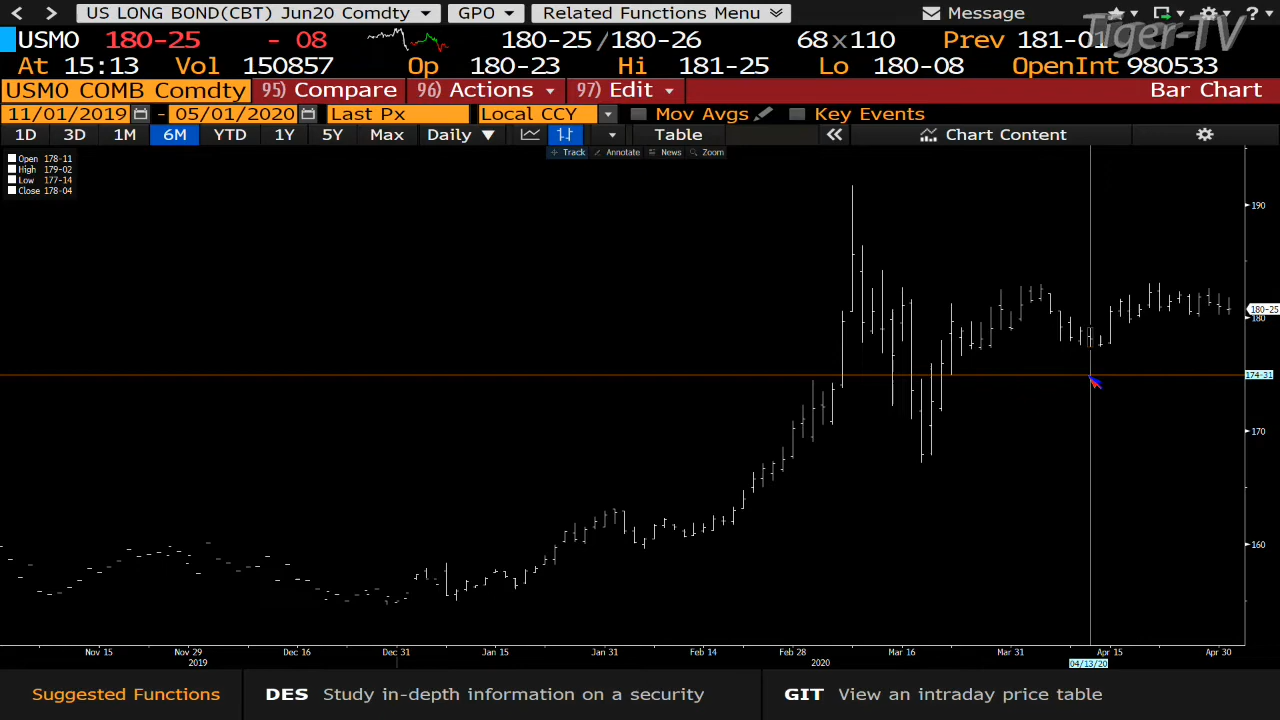 US LONG BOND(CBT) Jun20 Comdty GPO Related Functions Menu Message
Tiger-TV
USM0 180-25 - 08 180-25/180-26 68x110 Prev 181-01
At 15:13 Vol 150857 Op 180-23 Hi 181-25 Lo 180-08 OpenInt 980533
USM0 COMB Comdty 95) Compare 96) Actions 97) Edit Bar Chart
11/01/2019 - 05/01/2020 Last Px Local CCY Mov Avgs Key Events
1D 3D 1M 6M YTD 1Y 5Y Max Daily Table Chart Content
Track Annotate News Zoom
Open 178-11
High 179-02
Low 177-14
Close 178-04
190
180-25
180
174-31
170
160
Nov 15 Nov 29 Dec 16 Dec 31 Jan 15 Jan 31 Feb 14 Feb 28 Mar 16 Mar 31 Apr 15 Apr 30
2019 2020 04/13/20
Suggested Functions DES Study in-depth information on a security GIT View an intraday price table